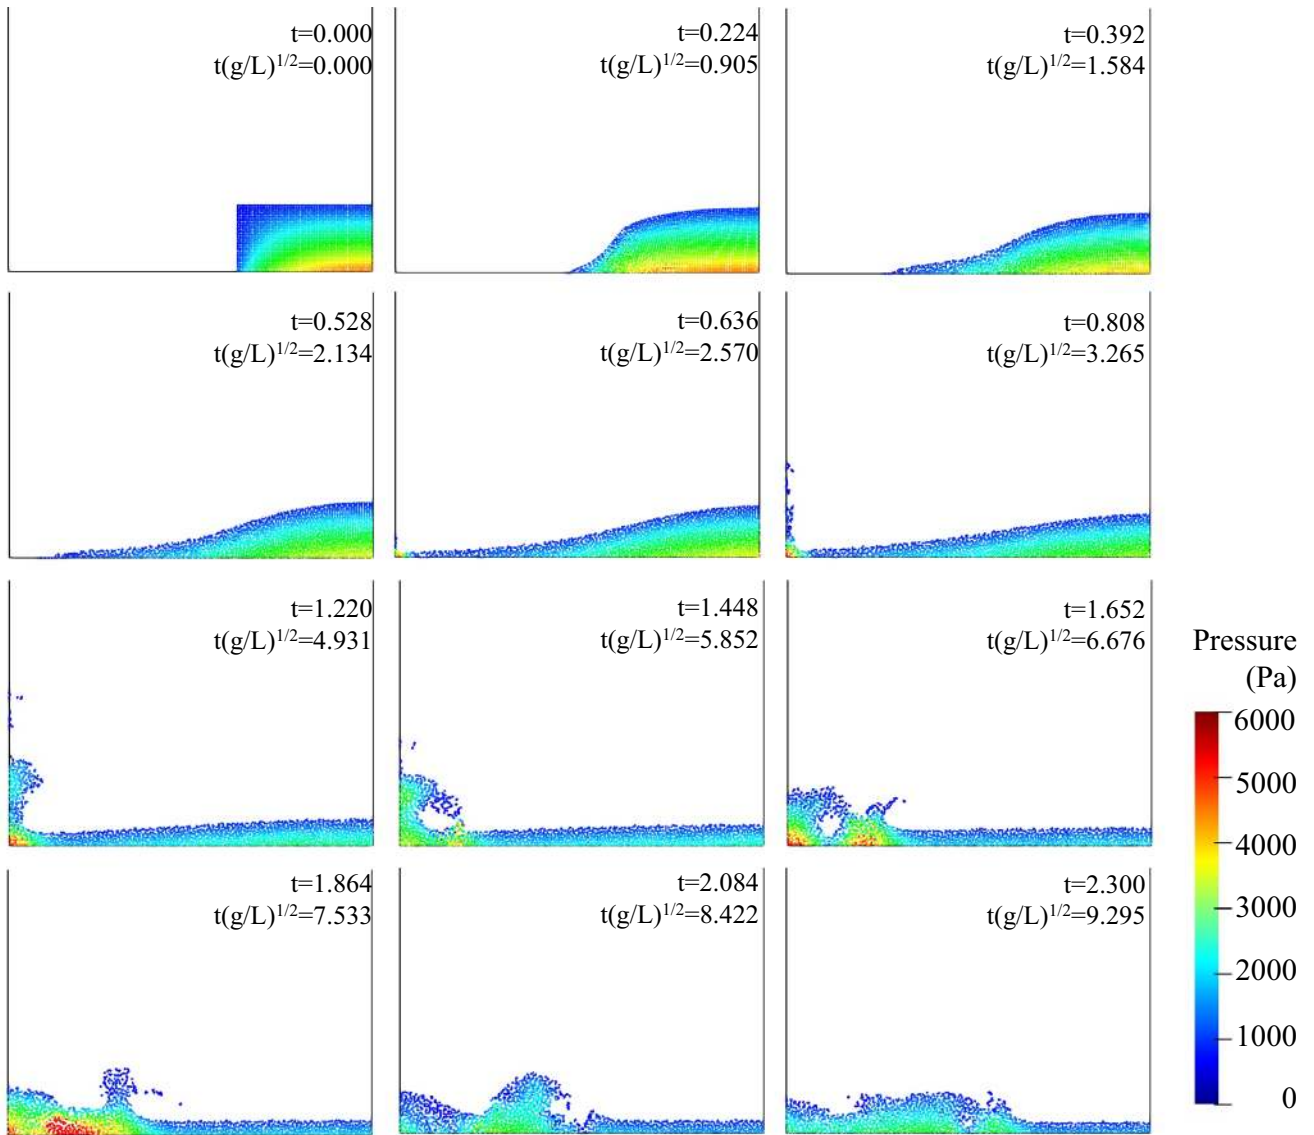 t=0.000
t(g/L)^{1/2}=0.000
t=0.224
t(g/L)^{1/2}=0.905
t=0.392
t(g/L)^{1/2}=1.584
t=0.528
t(g/L)^{1/2}=2.134
t=0.636
t(g/L)^{1/2}=2.570
t=0.808
t(g/L)^{1/2}=3.265
t=1.220
t(g/L)^{1/2}=4.931
t=1.448
t(g/L)^{1/2}=5.852
t=1.652
t(g/L)^{1/2}=6.676
t=1.864
t(g/L)^{1/2}=7.533
t=2.084
t(g/L)^{1/2}=8.422
t=2.300
t(g/L)^{1/2}=9.295
Pressure
(Pa)
6000
5000
4000
3000
2000
1000
0